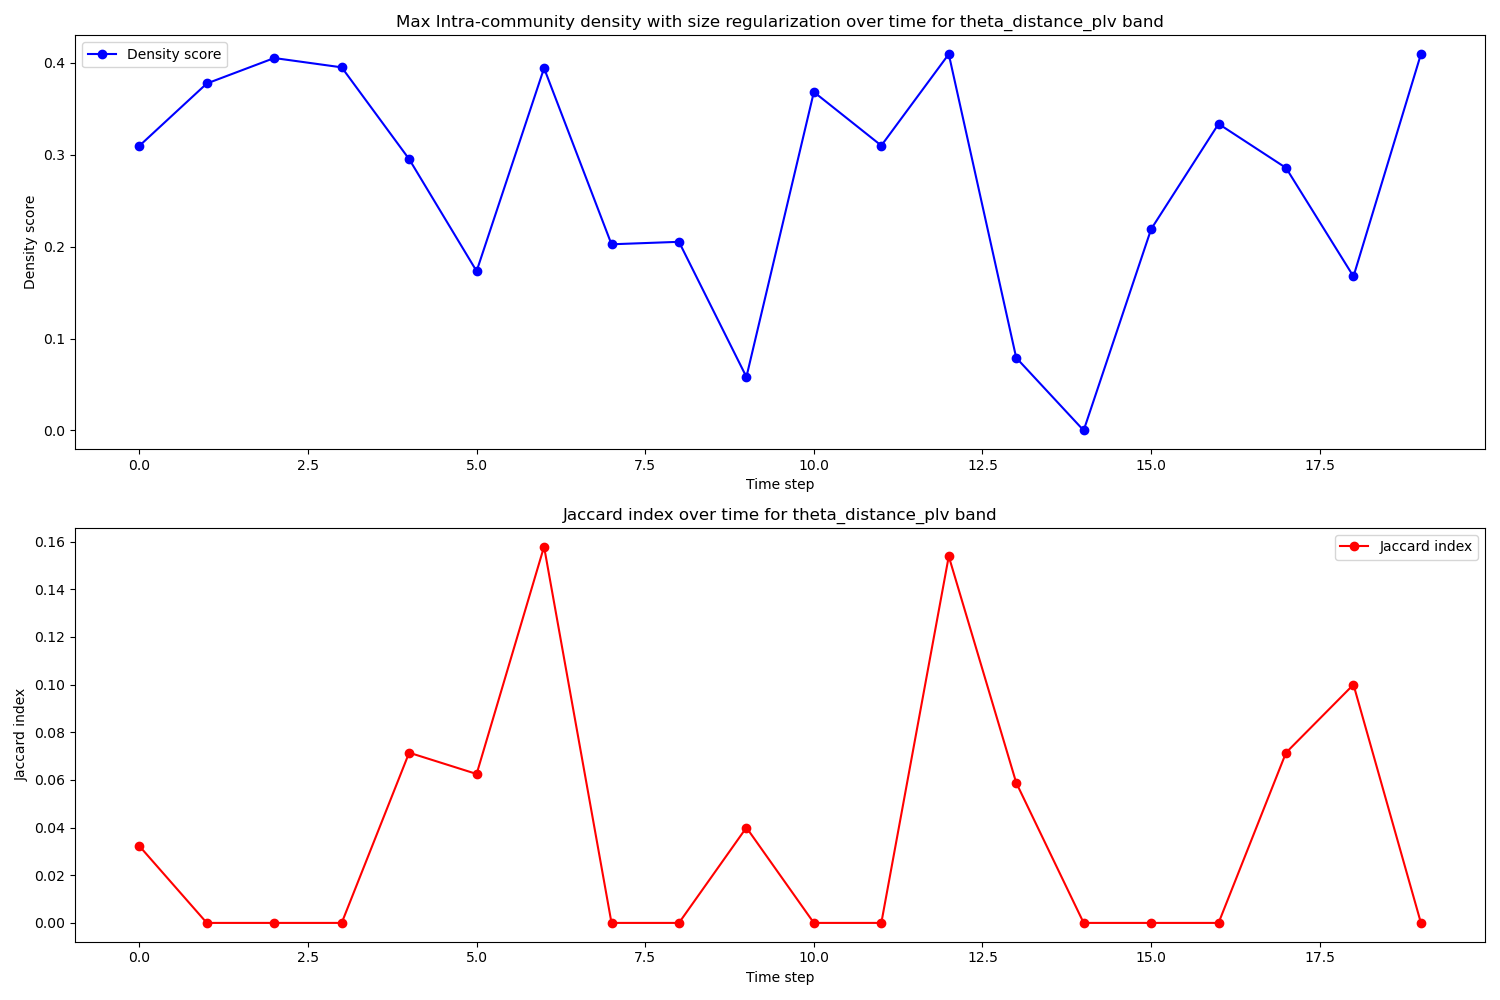 Max Intra-community density with size regularization over time for theta_distance_plv band
Density score
0.4
0.3
0.2
0.1
0.0
Density score
0.0 2.5 5.0 7.5 10.0 12.5 15.0 17.5
Time step
Jaccard index over time for theta_distance_plv band
Jaccard index
0.16
0.14
0.12
0.10
0.08
0.06
0.04
0.02
0.00
Jaccard index
0.0 2.5 5.0 7.5 10.0 12.5 15.0 17.5
Time step